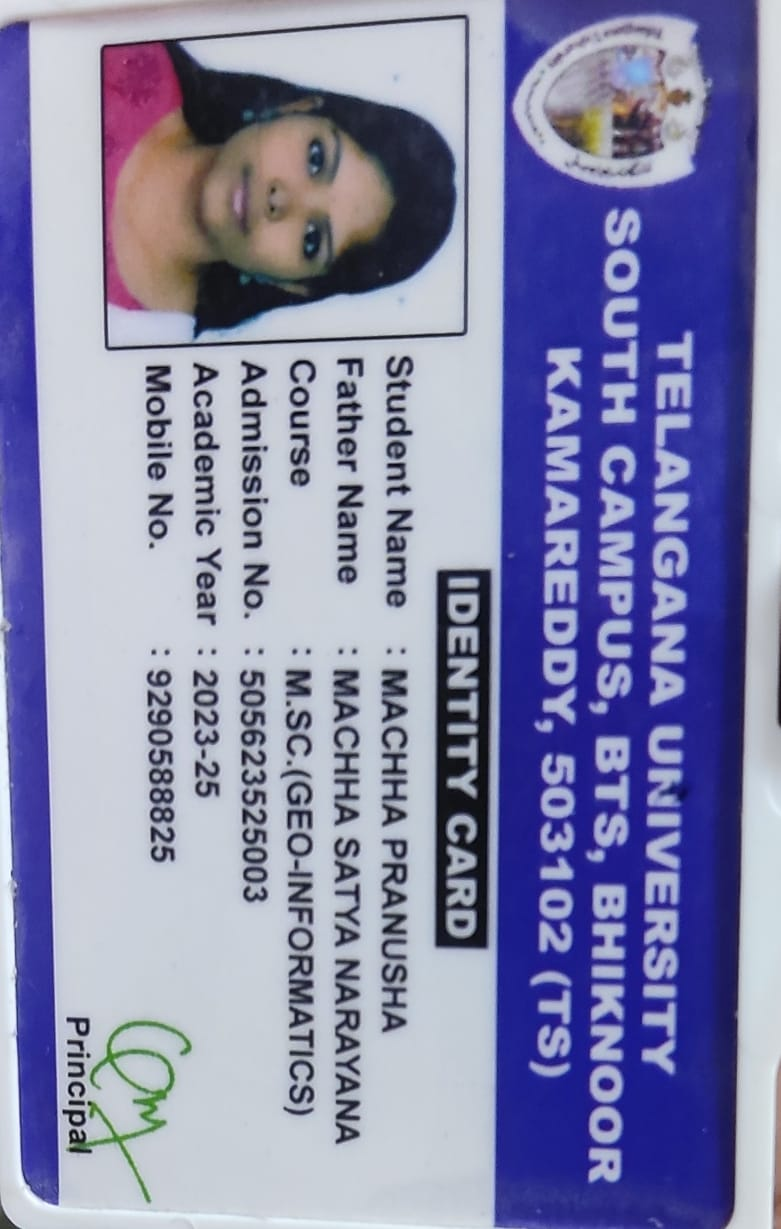 TELANGANA UNIVERSITY
SOUTH CAMPUS, BTS, BHIKNOOR
KAMAREDDY, 503102 (TS)
IDENTITY CARD
Student Name : MACHHA PRANUSHA
Father Name : MACHHA SATYA NARAYANA
Course : M.SC.(GEO-INFORMATICS)
Admission No. : 505623525003
Academic Year : 2023-25
Mobile No. : 9290588825
Principal